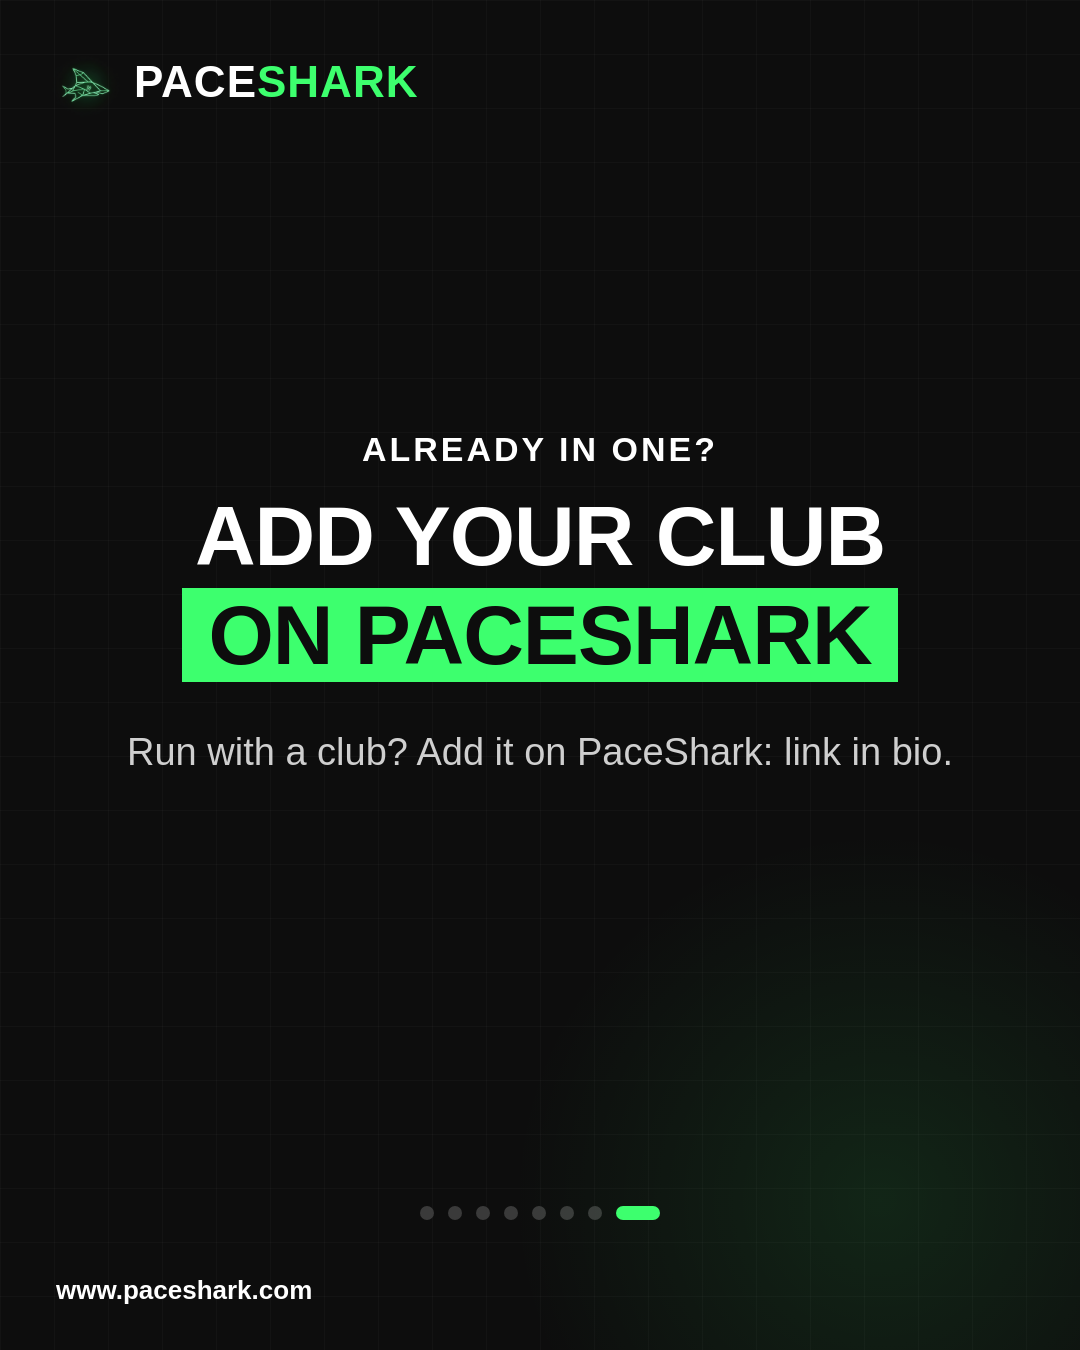 PACESHARK
ALREADY IN ONE?
ADD YOUR CLUB
ON PACESHARK
Run with a club? Add it on PaceShark: link in bio.
www.paceshark.com